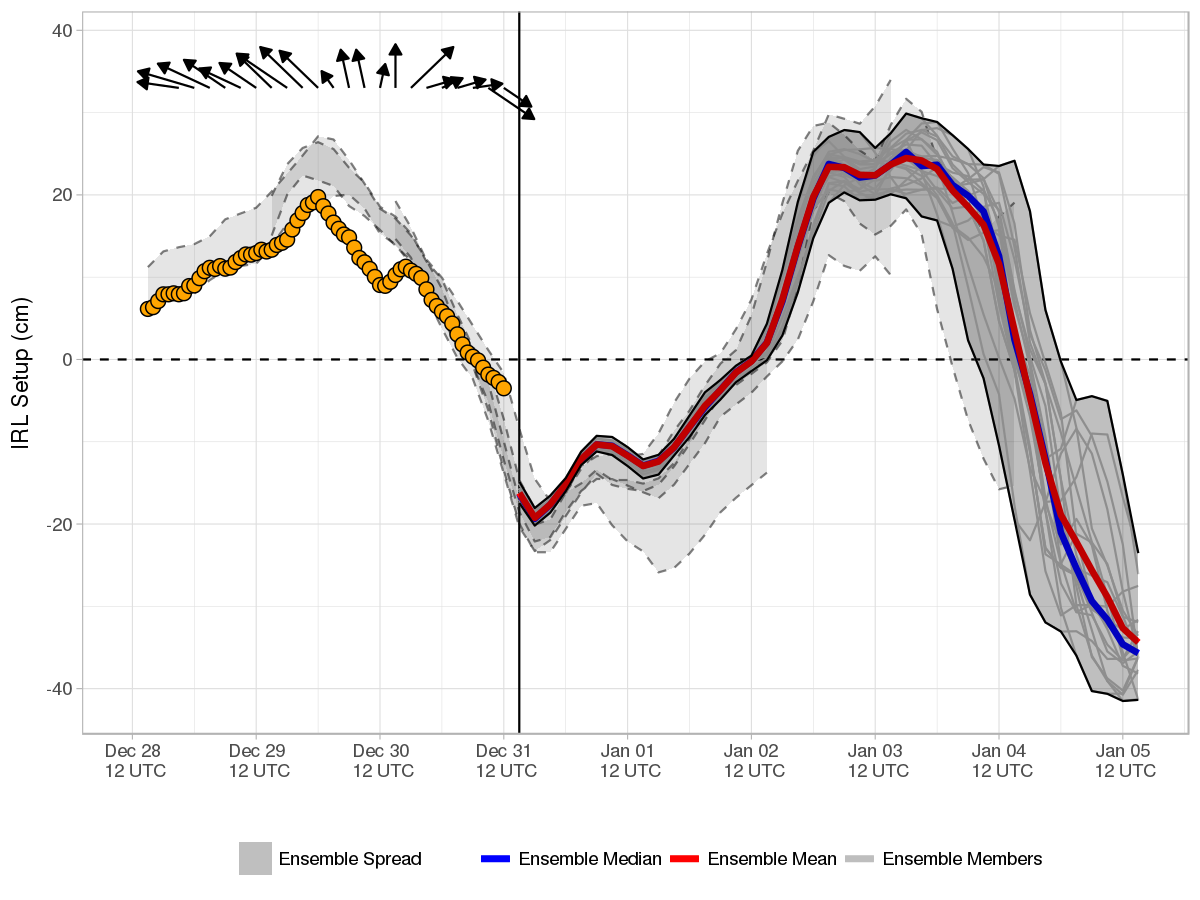 40
20
0
-20
-40
IRL Setup (cm)
Dec 28
12 UTC
Dec 29
12 UTC
Dec 30
12 UTC
Dec 31
12 UTC
Jan 01
12 UTC
Jan 02
12 UTC
Jan 03
12 UTC
Jan 04
12 UTC
Jan 05
12 UTC
Ensemble Spread
Ensemble Median
Ensemble Mean
Ensemble Members